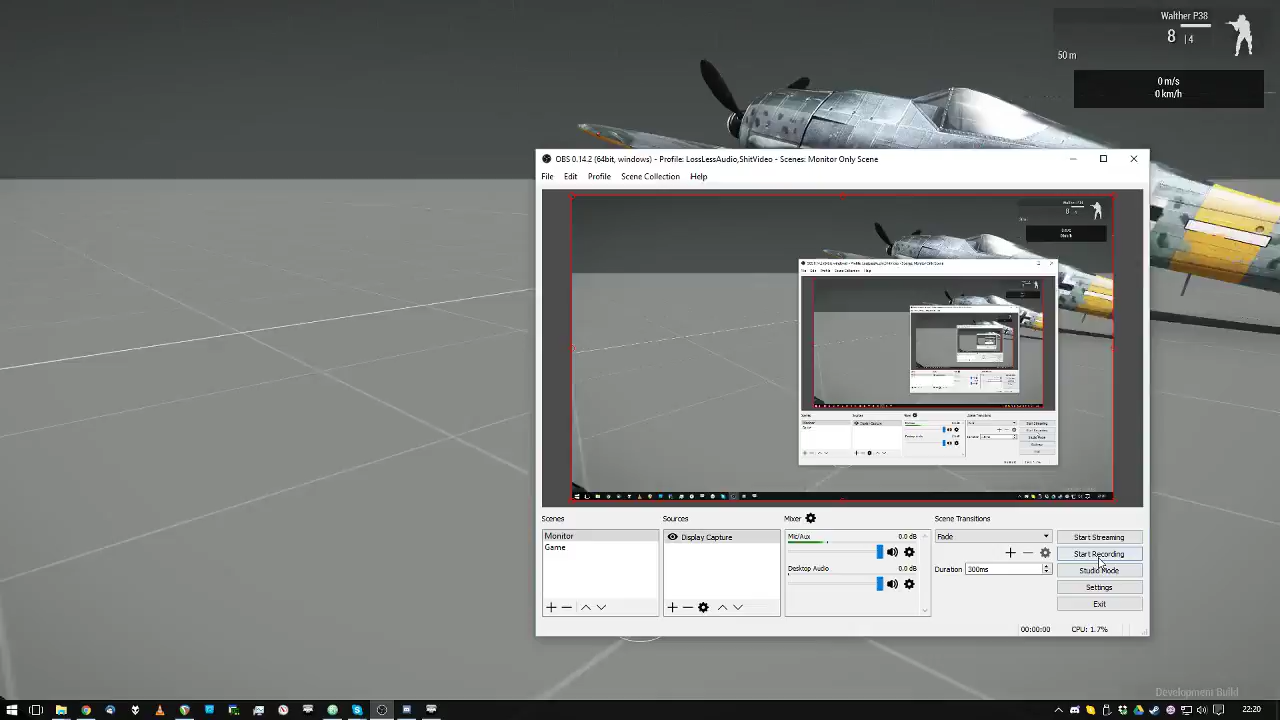 Walther P38
8 | 4
50 m
0 m/s
0 km/h
OBS 0.14.2 (64bit, windows) - Profile: LossLessAudio,ShitVideo - Scenes: Monitor Only Scene
File Edit Profile Scene Collection Help
Scenes
Monitor
Game
Sources
Display Capture
Mixer
Mic/Aux 0.0 dB
Desktop Audio 0.0 dB
Scene Transitions
Fade
Duration 300ms
Start Streaming
Start Recording
Studio Mode
Settings
Exit
00:00:00 CPU: 1.7%
Development Build
22:20